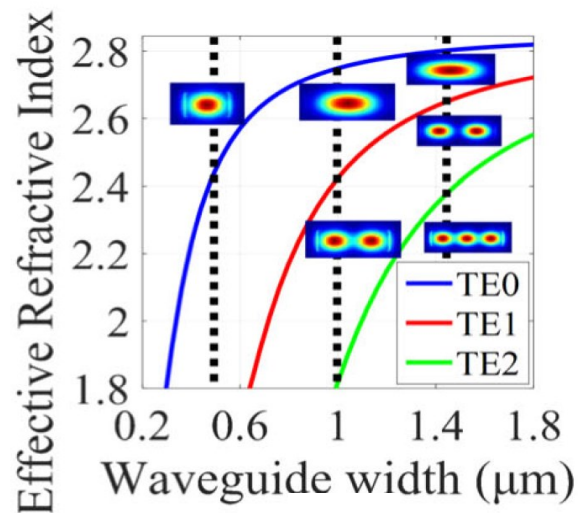 Effective Refractive Index
2.8
2.6
2.4
2.2
2
1.8
TE0
TE1
TE2
0.2
0.6
1
1.4
1.8
Waveguide width (μm)